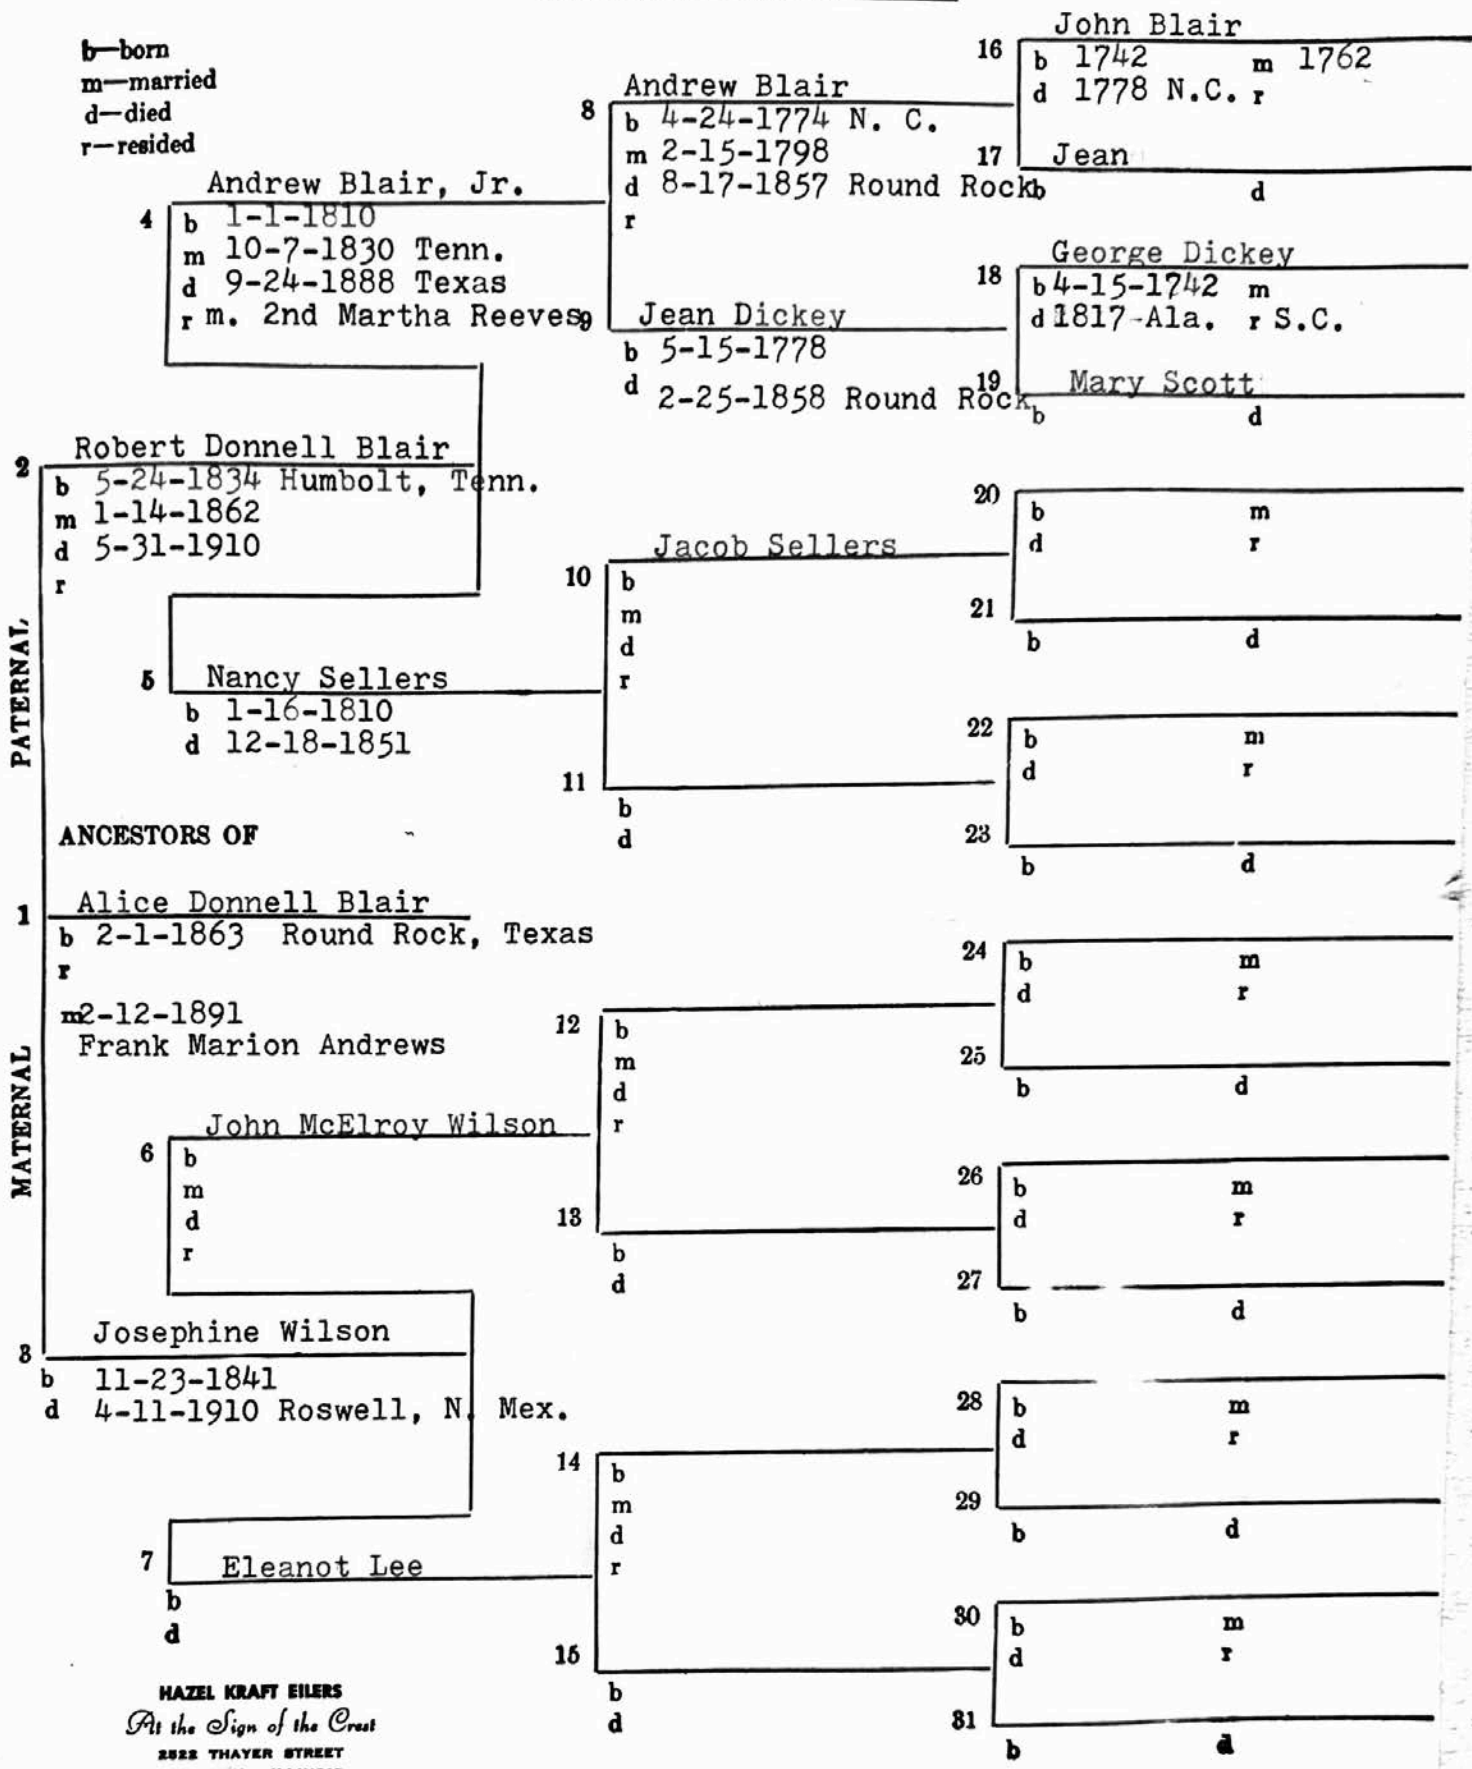 b—born
m—married
d—died
r—resided
16 John Blair
b 1742 m 1762
d 1778 N.C. r
17 Jean
b d
8 Andrew Blair
b 4-24-1774 N. C.
m 2-15-1798
d 8-17-1857 Round Rock
r
4 Andrew Blair, Jr.
b 1-1-1810
m 10-7-1830 Tenn.
d 9-24-1888 Texas
r m. 2nd Martha Reeves
18 George Dickey
b 4-15-1742 m
d 1817-Ala. r S.C.
9 Jean Dickey
b 5-15-1778
d 2-25-1858 Round Rock
19 Mary Scott
b d
2 Robert Donnell Blair
b 5-24-1834 Humbolt, Tenn.
m 1-14-1862
d 5-31-1910
r
20
b m
d r
10 Jacob Sellers
b
m
d
r
21
b d
5 Nancy Sellers
b 1-16-1810
d 12-18-1851
22
b m
d r
11
b
d
23
b d
PATERNAL
ANCESTORS OF
1 Alice Donnell Blair
b 2-1-1863 Round Rock, Texas
r
m 2-12-1891
Frank Marion Andrews
MATERNAL
24
b m
d r
12
b
m
d
r
25
b d
6 John McElroy Wilson
b
m
d
r
26
b m
d r
13
b
d
27
b d
3 Josephine Wilson
b 11-23-1841
d 4-11-1910 Roswell, N. Mex.
28
b m
d r
14
b
m
d
r
29
b d
7 Eleanot Lee
b
d
30
b m
d r
15
b
d
31
b d
HAZEL KRAFT EILERS
At the Sign of the Crest
2522 THAYER STREET